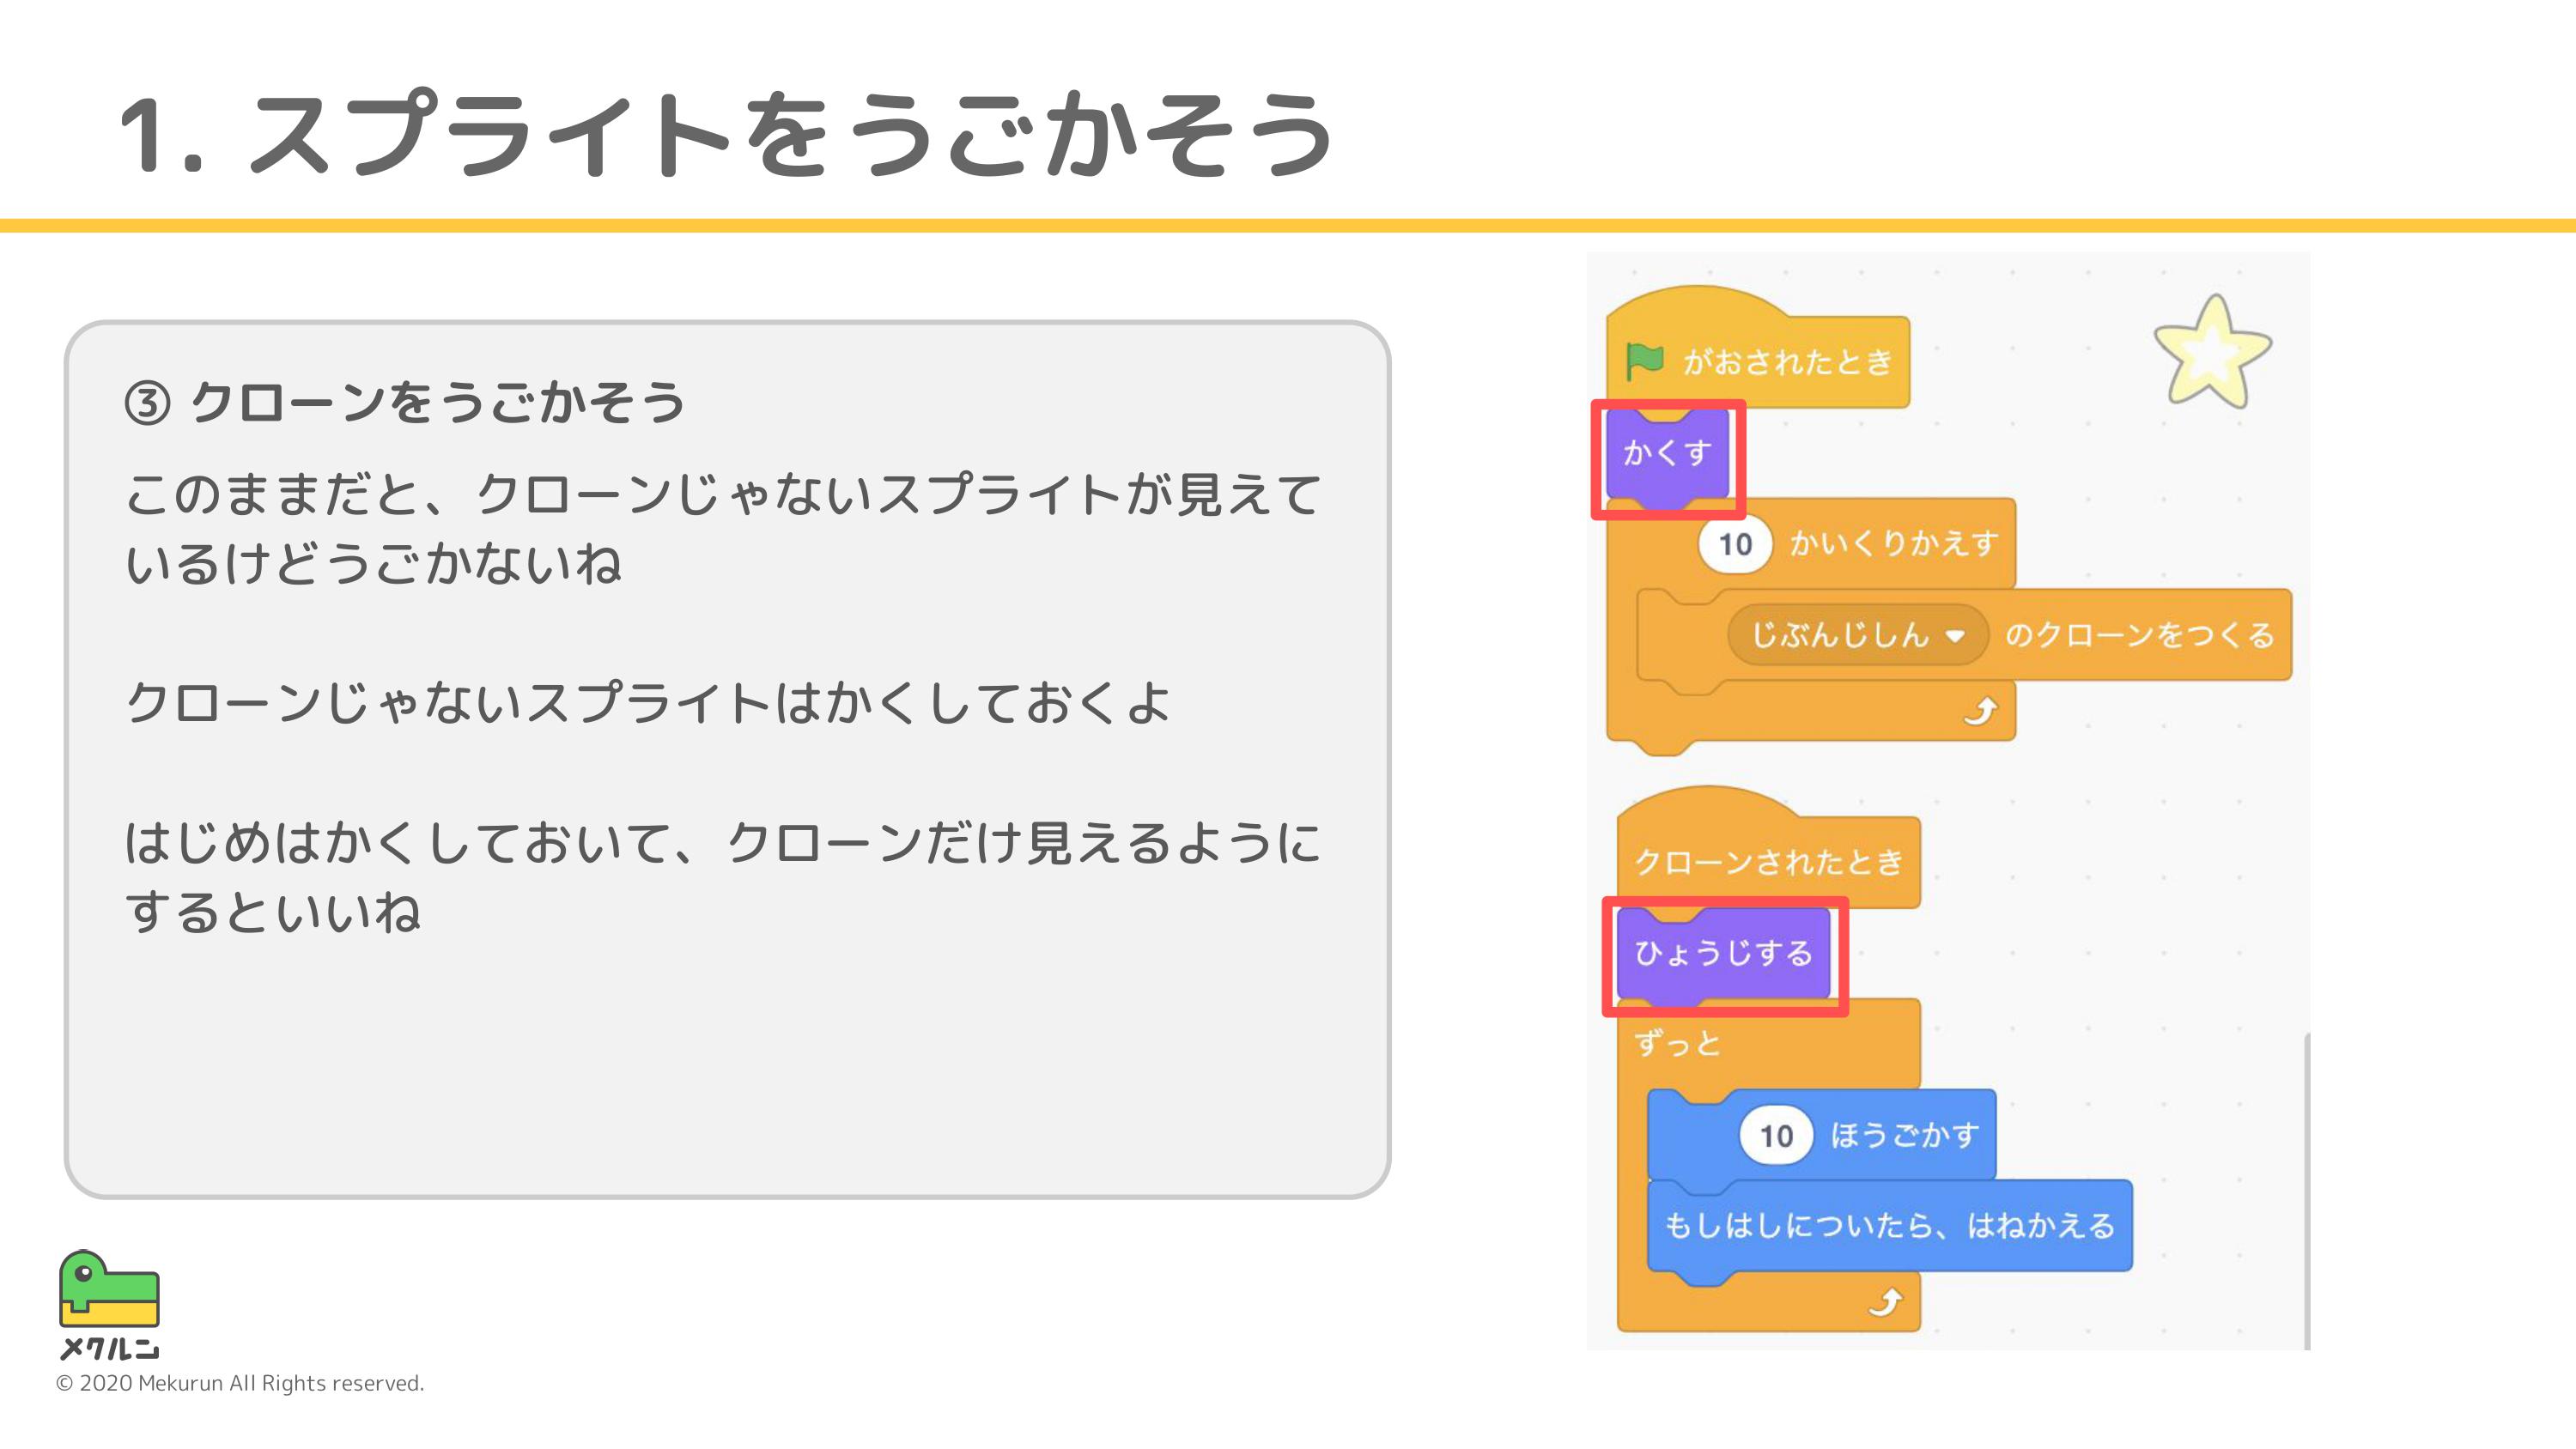 1. スプライトをうごかそう
③ クローンをうごかそう
このままだと、クローンじゃないスプライトが見えて
いるけどうごかないね
クローンじゃないスプライトはかくしておくよ
はじめはかくしておいて、クローンだけ見えるように
するといいね
がおされたとき
かくす
10 かいくりかえす
じぶんじしん のクローンをつくる
クローンされたとき
ひょうじする
ずっと
10 ほうごかす
もしはしについたら、はねかえる
メクルン
© 2020 Mekurun All Rights reserved.